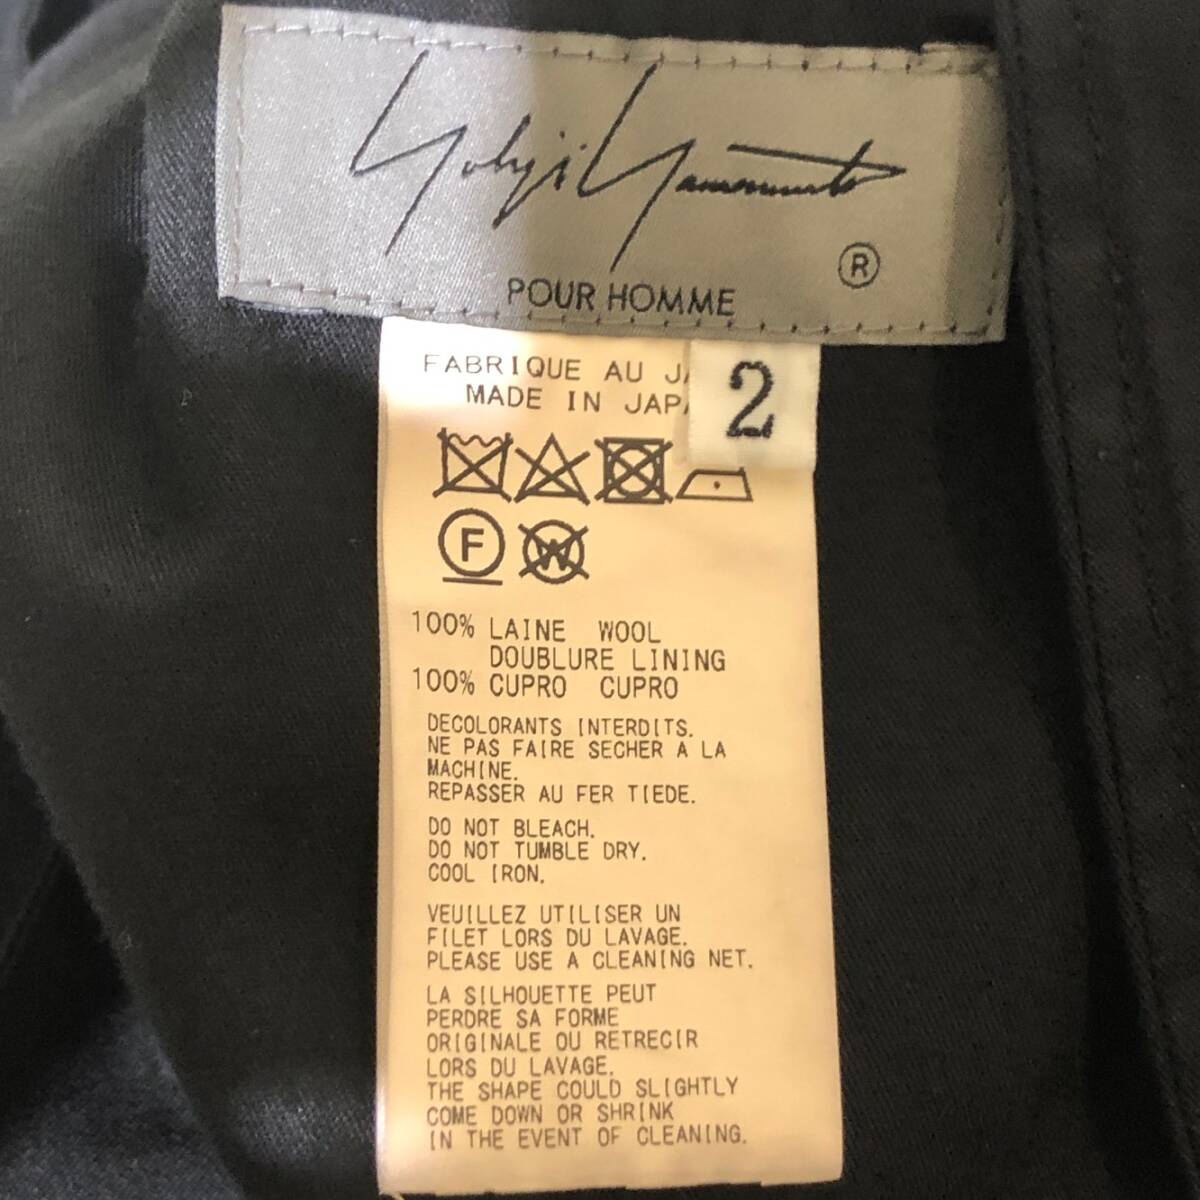 Yohji Yamamoto
®
POUR HOMME
FABRIQUE AU
MADE IN
2
F
W
100% LAINE WOOL
DOUBLURE LINING
100% CUPRO CUPRO
DECOLORANTS INTERDITS.
NE PAS FAIRE SECHER A LA
MACHINE.
REPASSER AU FER TIEDE.
DO NOT BLEACH.
DO NOT TUMBLE DRY.
COOL IRON.
VEUILLEZ UTILISER UN
FILET LORS DU LAVAGE.
PLEASE USE A CLEANING NET.
LA SILHOUETTE PEUT
PERDRE SA FORME
ORIGINALE OU RETRECIR
LORS DU LAVAGE.
THE SHAPE COULD SLIGHTLY
COME DOWN OR SHRINK
IN THE EVENT OF CLEANING.